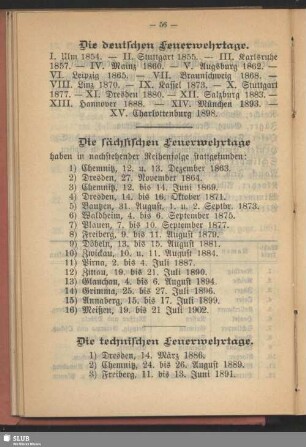 — 56 —
Die deutschen Feuerwehrtage.
I. Ulm 1854. — II. Stuttgart 1855. — III. Karlsruhe
1857. — IV. Mainz 1860. — V. Augsburg 1862. —
VI. Leipzig 1865. — VII. Braunschweig 1868. —
VIII. Linz 1870. — IX. Kassel 1873. — X. Stuttgart
1877. — XI. Dresden 1880. — XII. Salzburg 1883. —
XIII. Hannover 1888. — XIV. München 1893. —
XV. Charlottenburg 1898.
Die sächsischen Feuerwehrtage
haben in nachstehender Reihenfolge stattgefunden:
1) Chemnitz, 12. u. 13. Dezember 1863.
2) Dresden, 27. November 1864.
3) Chemnitz, 12. bis 14. Juni 1869.
4) Dresden, 14. bis 16. Oktober 1871.
5) Bautzen, 31. August, 1. u. 2. Septbr. 1873.
6) Waldheim, 4. bis 6. September 1875.
7) Plauen, 7. bis 10. September 1877.
8) Freiberg, 9. bis 11. August 1879.
9) Döbeln, 13. bis 15. August 1881.
10) Zwickau, 10. u. 11. August 1884.
11) Pirna, 2. bis 4. Juli 1887.
12) Zittau, 19. bis 21. Juli 1890.
13) Glauchau, 4. bis 6. August 1894.
14) Grimma, 25. bis 27. Juli 1896.
15) Annaberg, 15. bis 17. Juli 1899.
16) Meißen, 19. bis 21. Juli 1902.
Die technischen Feuerwehrtage.
1) Dresden, 14. März 1886.
2) Chemnitz, 24. bis 26. August 1889.
3) Freiberg, 11. bis 13. Juni 1891.
SLUB